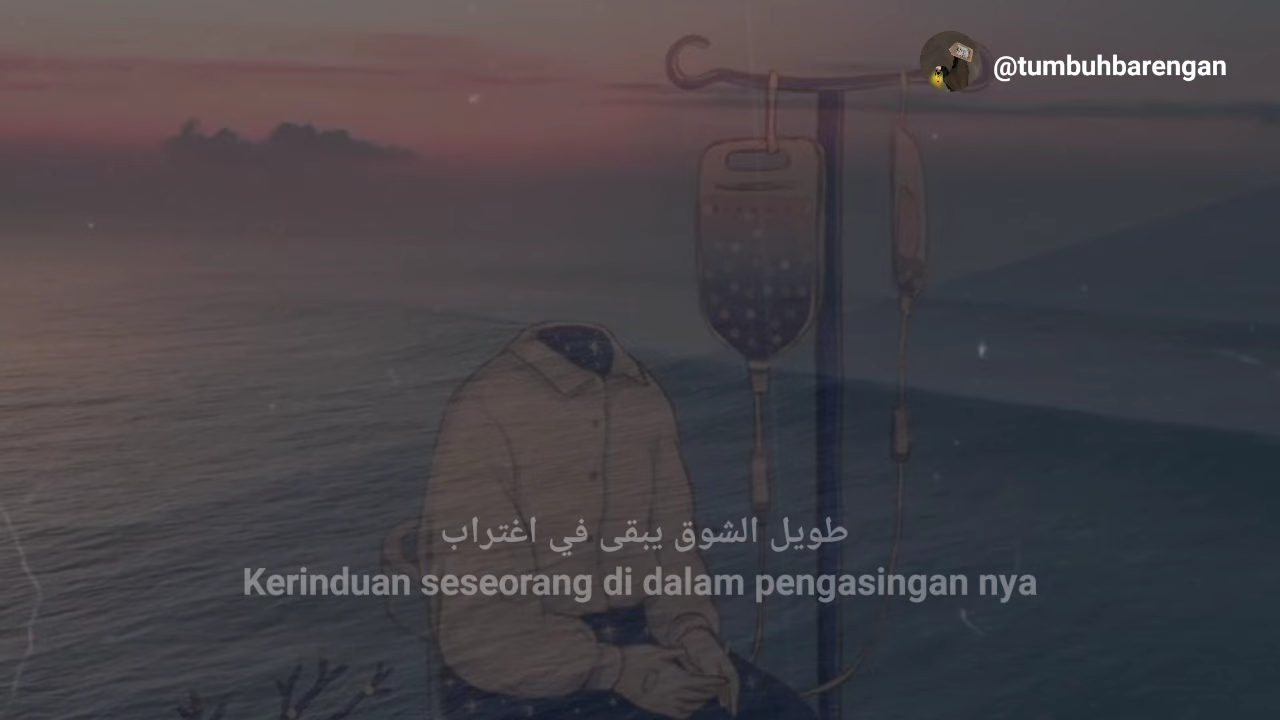 @tumbuhbarengan
طويل الشوق يبقى في اغتراب
Kerinduan seseorang di dalam pengasingan nya